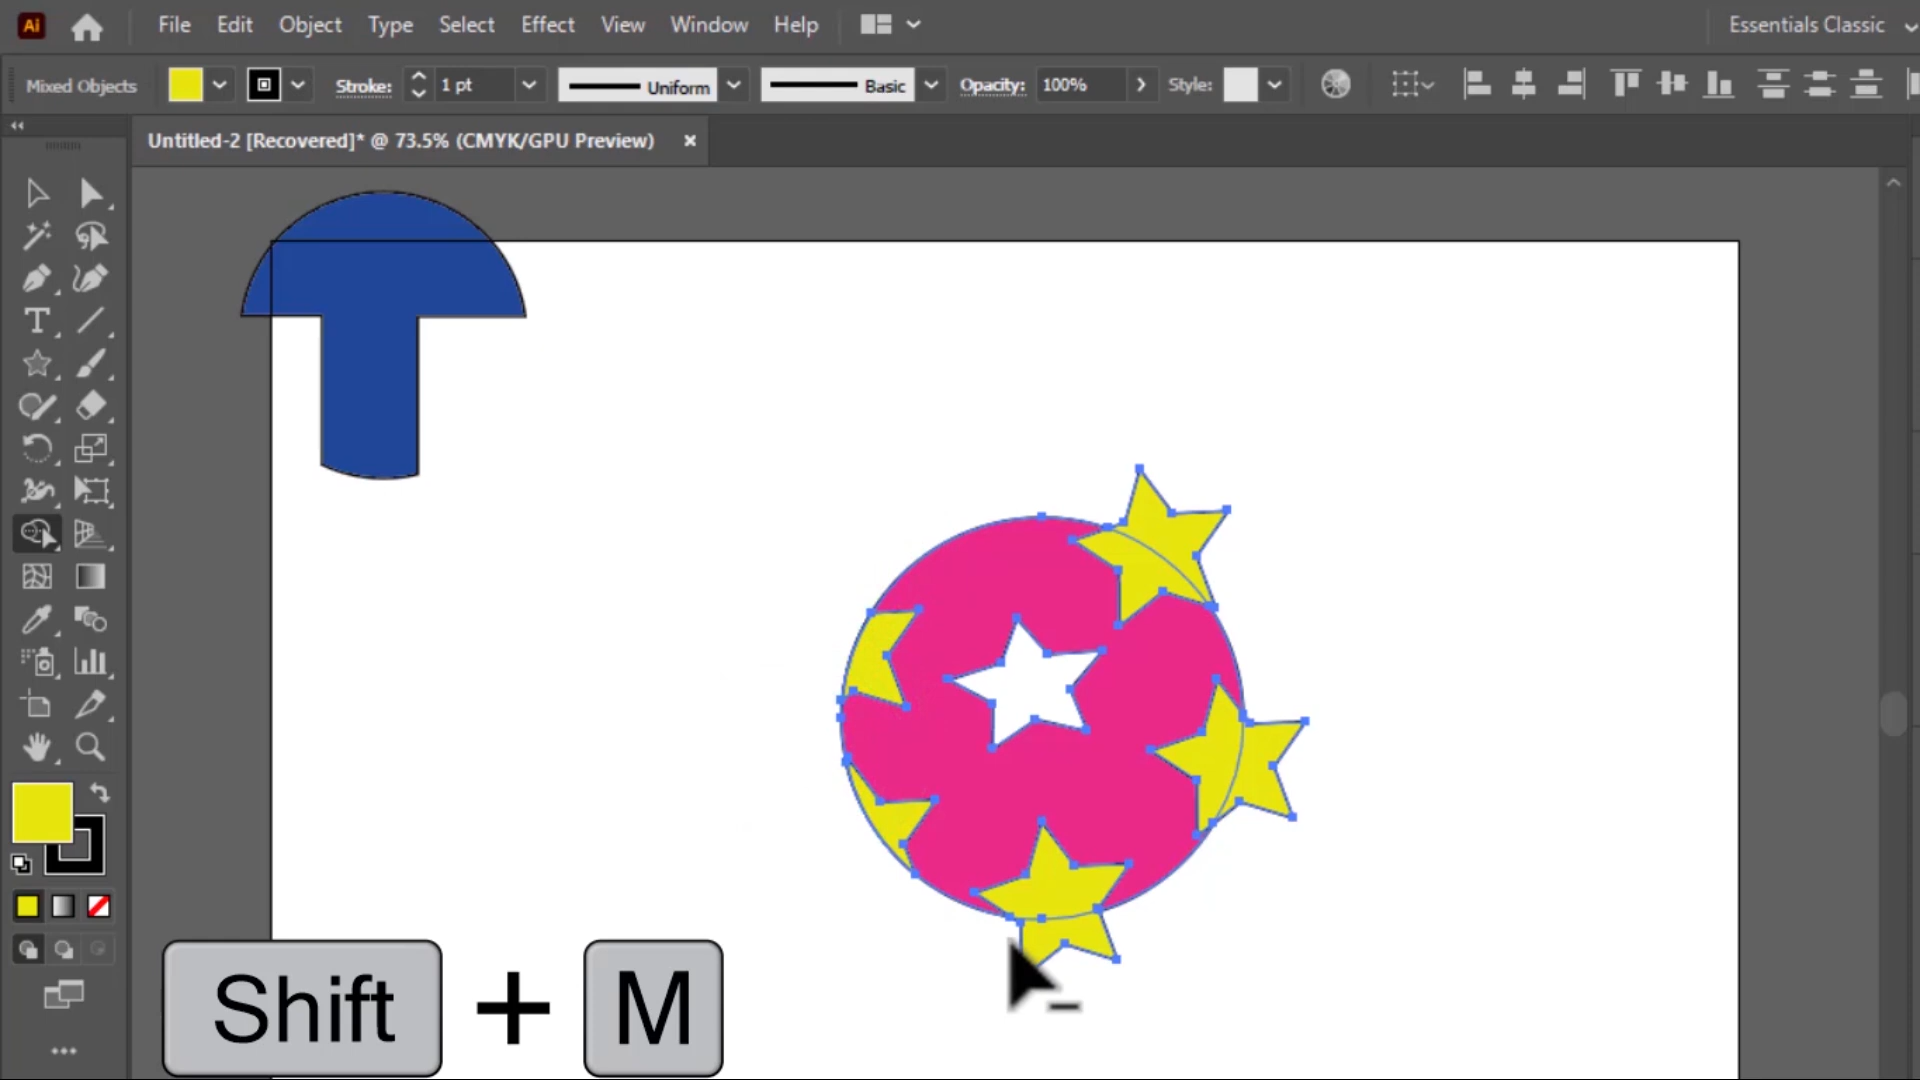 Ai File Edit Object Type Select Effect View Window Help Essentials Classic
Mixed Objects Stroke: 1 pt Uniform Basic Opacity: 100% Style:
Untitled-2 [Recovered]* @ 73.5% (CMYK/GPU Preview) ×
Shift + M